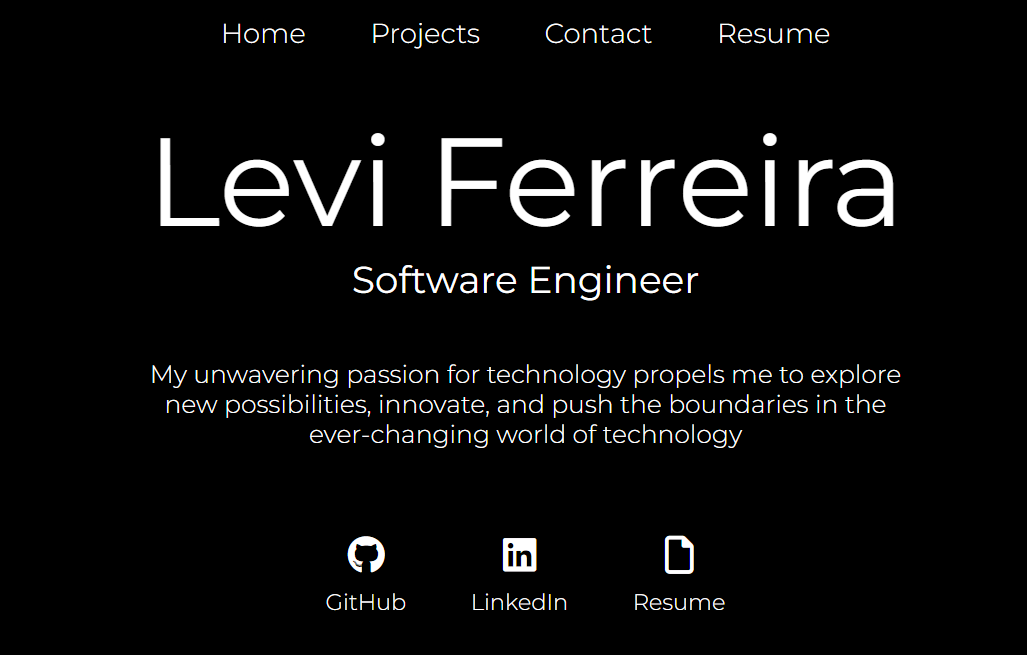 Home Projects Contact Resume
Levi Ferreira
Software Engineer
My unwavering passion for technology propels me to explore
new possibilities, innovate, and push the boundaries in the
ever-changing world of technology
in
GitHub LinkedIn Resume